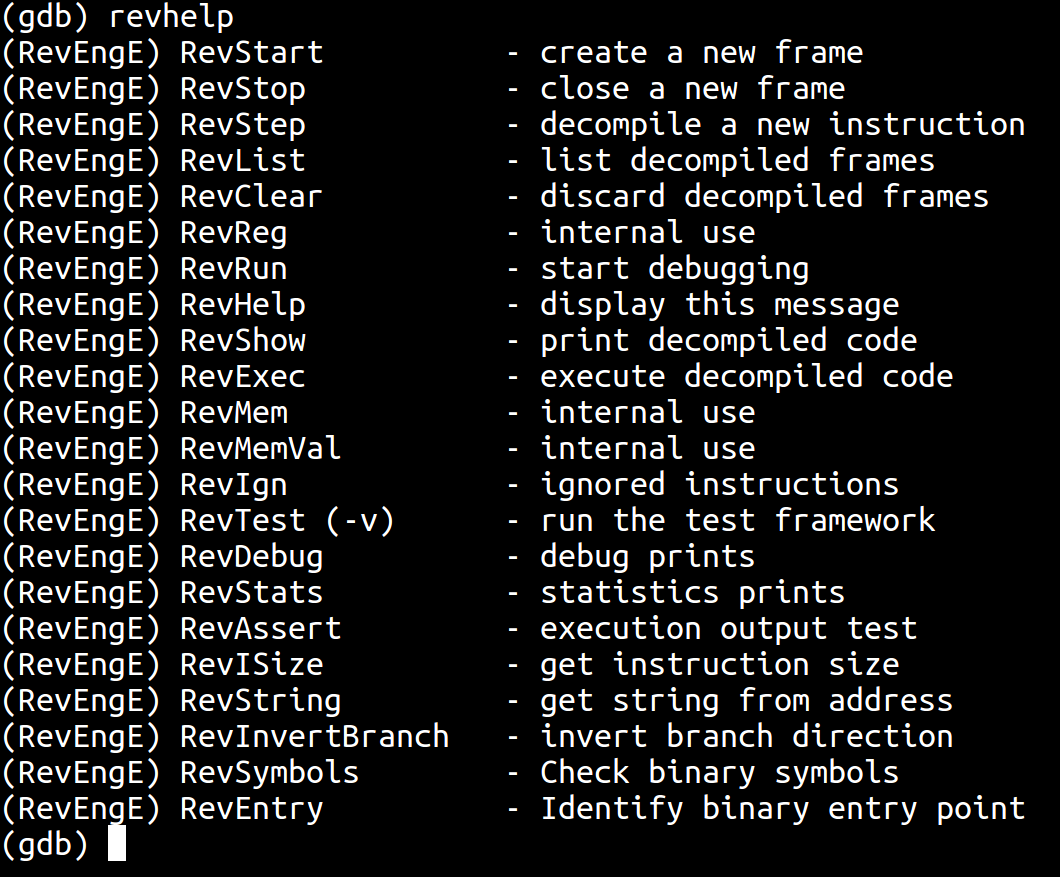 (gdb) revhelp
(RevEngE) RevStart - create a new frame
(RevEngE) RevStop - close a new frame
(RevEngE) RevStep - decompile a new instruction
(RevEngE) RevList - list decompiled frames
(RevEngE) RevClear - discard decompiled frames
(RevEngE) RevReg - internal use
(RevEngE) RevRun - start debugging
(RevEngE) RevHelp - display this message
(RevEngE) RevShow - print decompiled code
(RevEngE) RevExec - execute decompiled code
(RevEngE) RevMem - internal use
(RevEngE) RevMemVal - internal use
(RevEngE) RevIgn - ignored instructions
(RevEngE) RevTest (-v) - run the test framework
(RevEngE) RevDebug - debug prints
(RevEngE) RevStats - statistics prints
(RevEngE) RevAssert - execution output test
(RevEngE) RevISize - get instruction size
(RevEngE) RevString - get string from address
(RevEngE) RevInvertBranch - invert branch direction
(RevEngE) RevSymbols - Check binary symbols
(RevEngE) RevEntry - Identify binary entry point
(gdb)